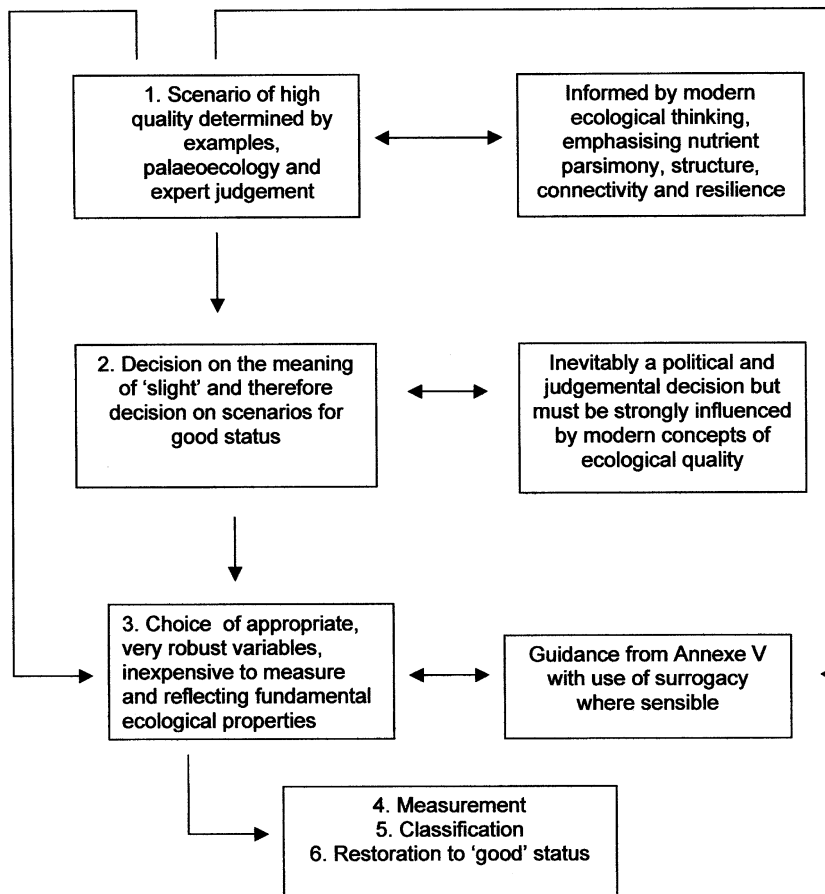 1. Scenario of high
quality determined by
examples,
palaeoecology and
expert judgement
Informed by modern
ecological thinking,
emphasising nutrient
parsimony, structure,
connectivity and resilience
2. Decision on the meaning
of ‘slight’ and therefore
decision on scenarios for
good status
Inevitably a political and
judgemental decision but
must be strongly influenced
by modern concepts of
ecological quality
3. Choice of appropriate,
very robust variables,
inexpensive to measure
and reflecting fundamental
ecological properties
Guidance from Annexe V
with use of surrogacy
where sensible
4. Measurement
5. Classification
6. Restoration to ‘good’ status